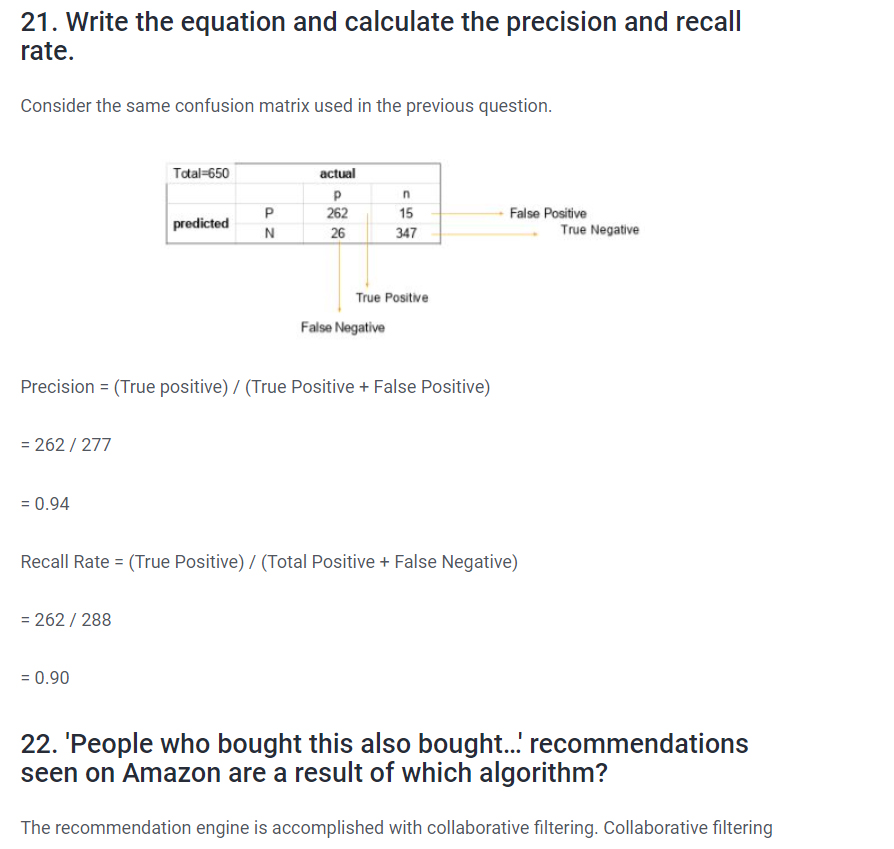 21. Write the equation and calculate the precision and recall
rate.
Consider the same confusion matrix used in the previous question.
Total=650 actual
p n
predicted P 262 15 False Positive
N 26 347 True Negative
True Positive
False Negative
Precision = (True positive) / (True Positive + False Positive)
= 262 / 277
= 0.94
Recall Rate = (True Positive) / (Total Positive + False Negative)
= 262 / 288
= 0.90
22. 'People who bought this also bought...' recommendations
seen on Amazon are a result of which algorithm?
The recommendation engine is accomplished with collaborative filtering. Collaborative filtering